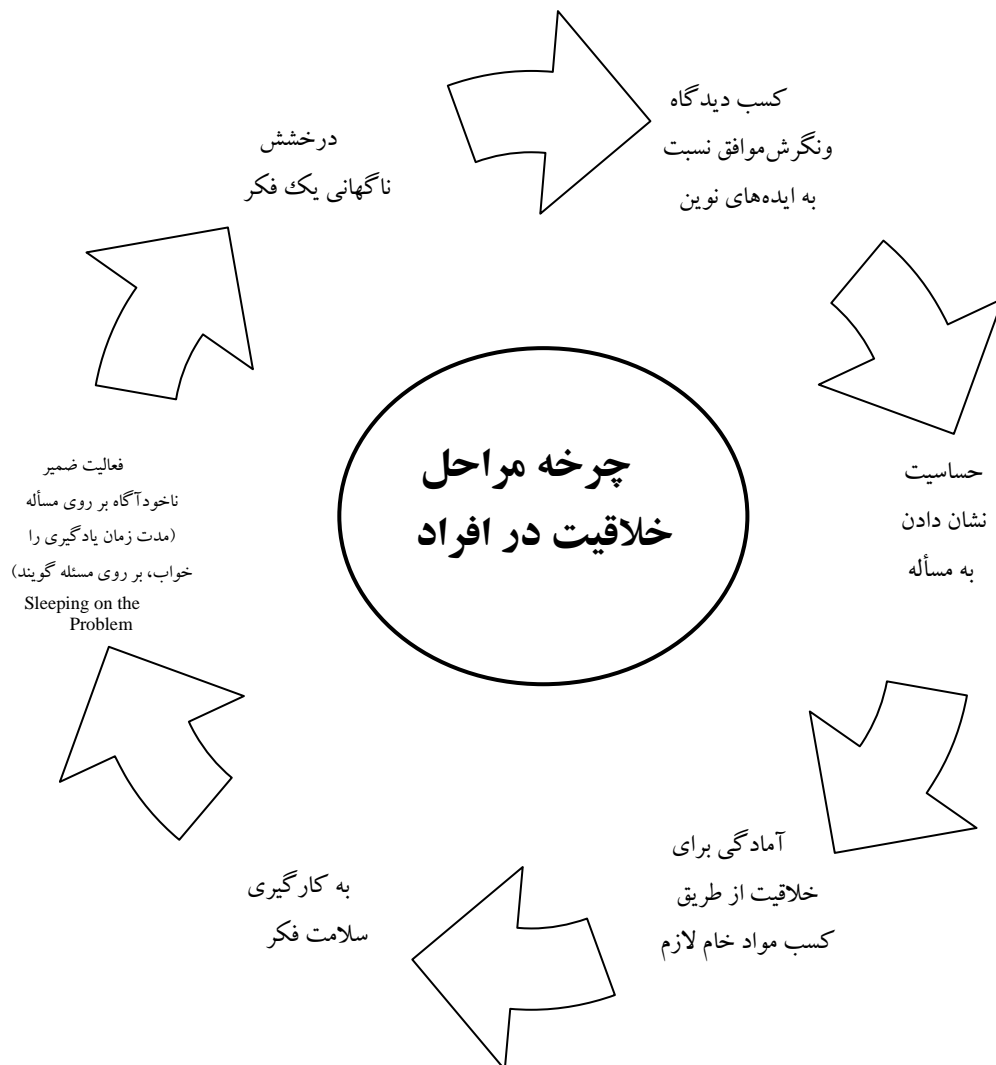 چرخه مراحل
خلاقیت در افراد
کسب دیدگاه
ونگرش‌موافق نسبت
به ایده‌های نوین
حساسیت
نشان دادن
به مسأله
آمادگی برای
خلاقیت از طریق
کسب مواد خام لازم
به کارگیری
سلامت فکر
فعالیت ضمیر
ناخودآگاه بر روی مسأله
(مدت زمان یادگیری را
خواب، بر روی مسئله گویند)
Sleeping on the
Problem
درخشش
ناگهانی یک فکر